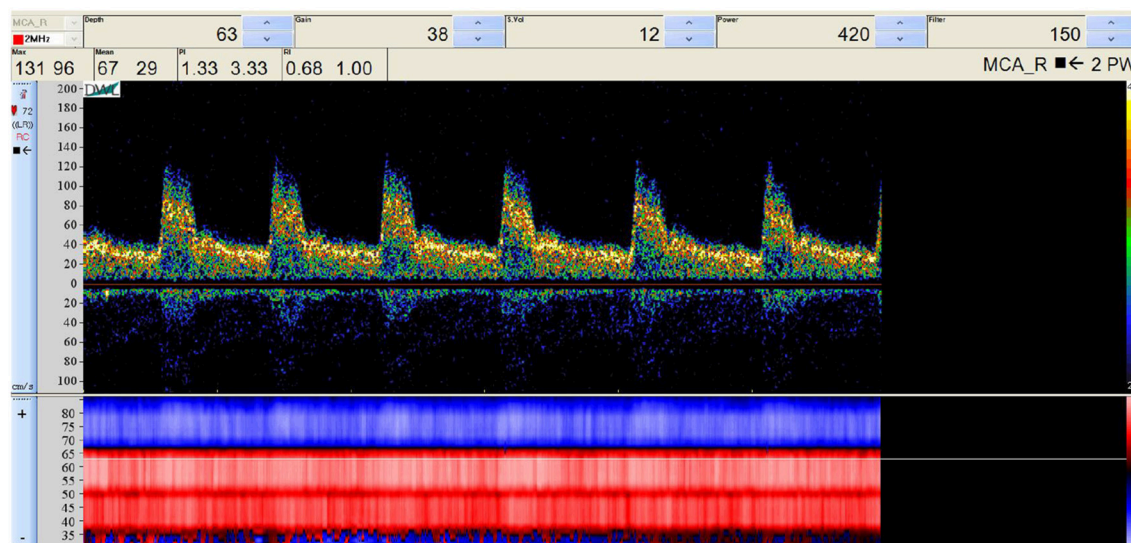 MCA_R Depth 63 Gain 38 S.Vol 12 Power 420 Filter 150
2MHz
Max Mean PI RI
131 96 67 29 1.33 3.33 0.68 1.00 MCA_R ■← 2 PW
DWL
200
180
72 160
((LR)) 140
RC 120
■← 100
80
60
40
20
0
20
40
60
80
cm/s 100
+ 80
75
70
65
60
55
50
45
40
- 35